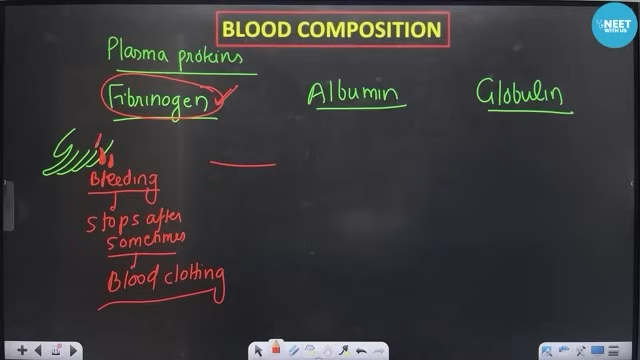 BLOOD COMPOSITION
NEET
WITH US
Plasma proteins
Fibrinogen
Albumin
Globulin
Bleeding
Stops after
sometimes
Blood clotting